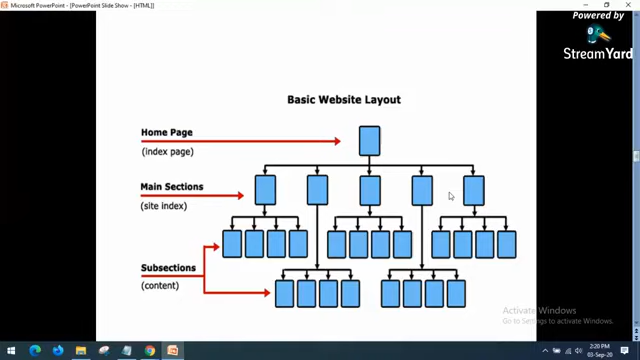 Microsoft PowerPoint - [PowerPoint Slide Show - [HTML]]
Powered by
StreamYard
Basic Website Layout
Home Page
(index page)
Main Sections
(site index)
Subsections
(content)
Activate Windows
Go to Settings to activate Windows.
2:20 PM
03-Sep-20